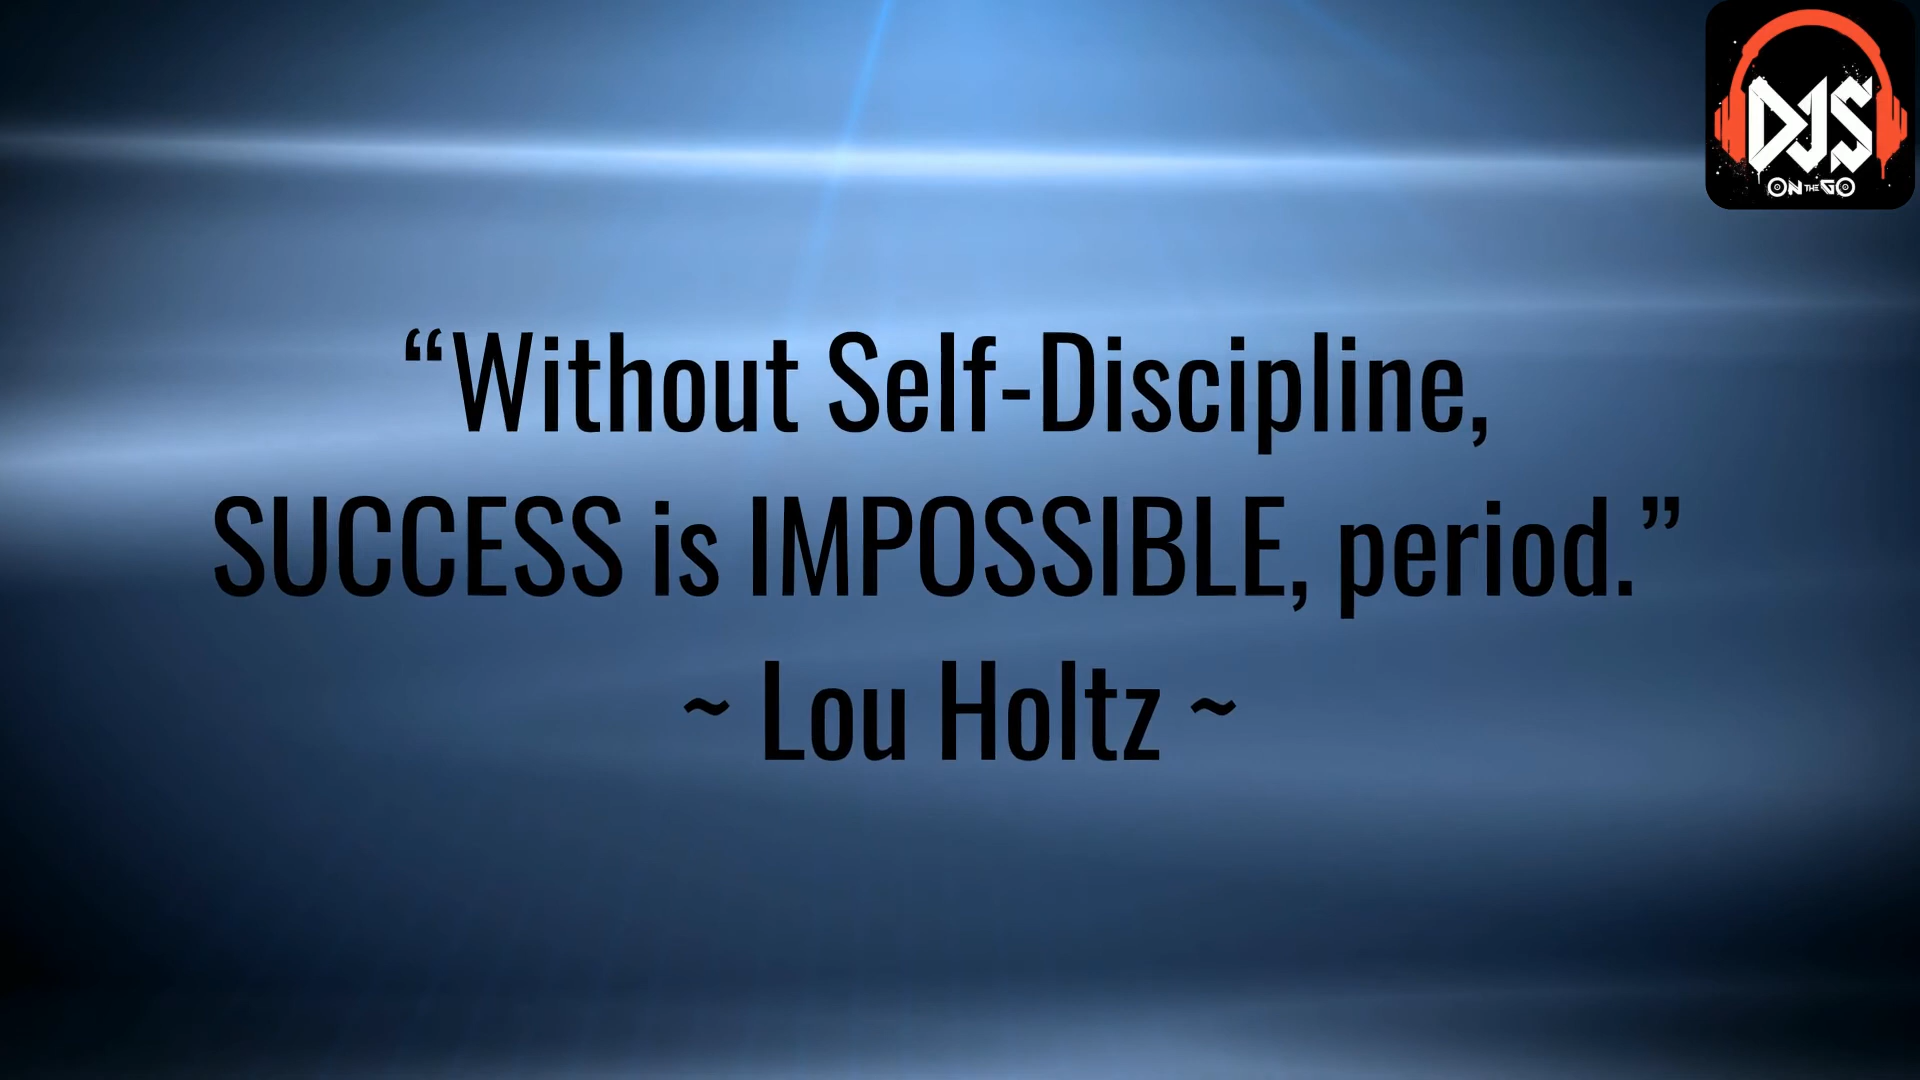 DJS
ON THE GO
“Without Self-Discipline,
SUCCESS is IMPOSSIBLE, period.”
~ Lou Holtz ~